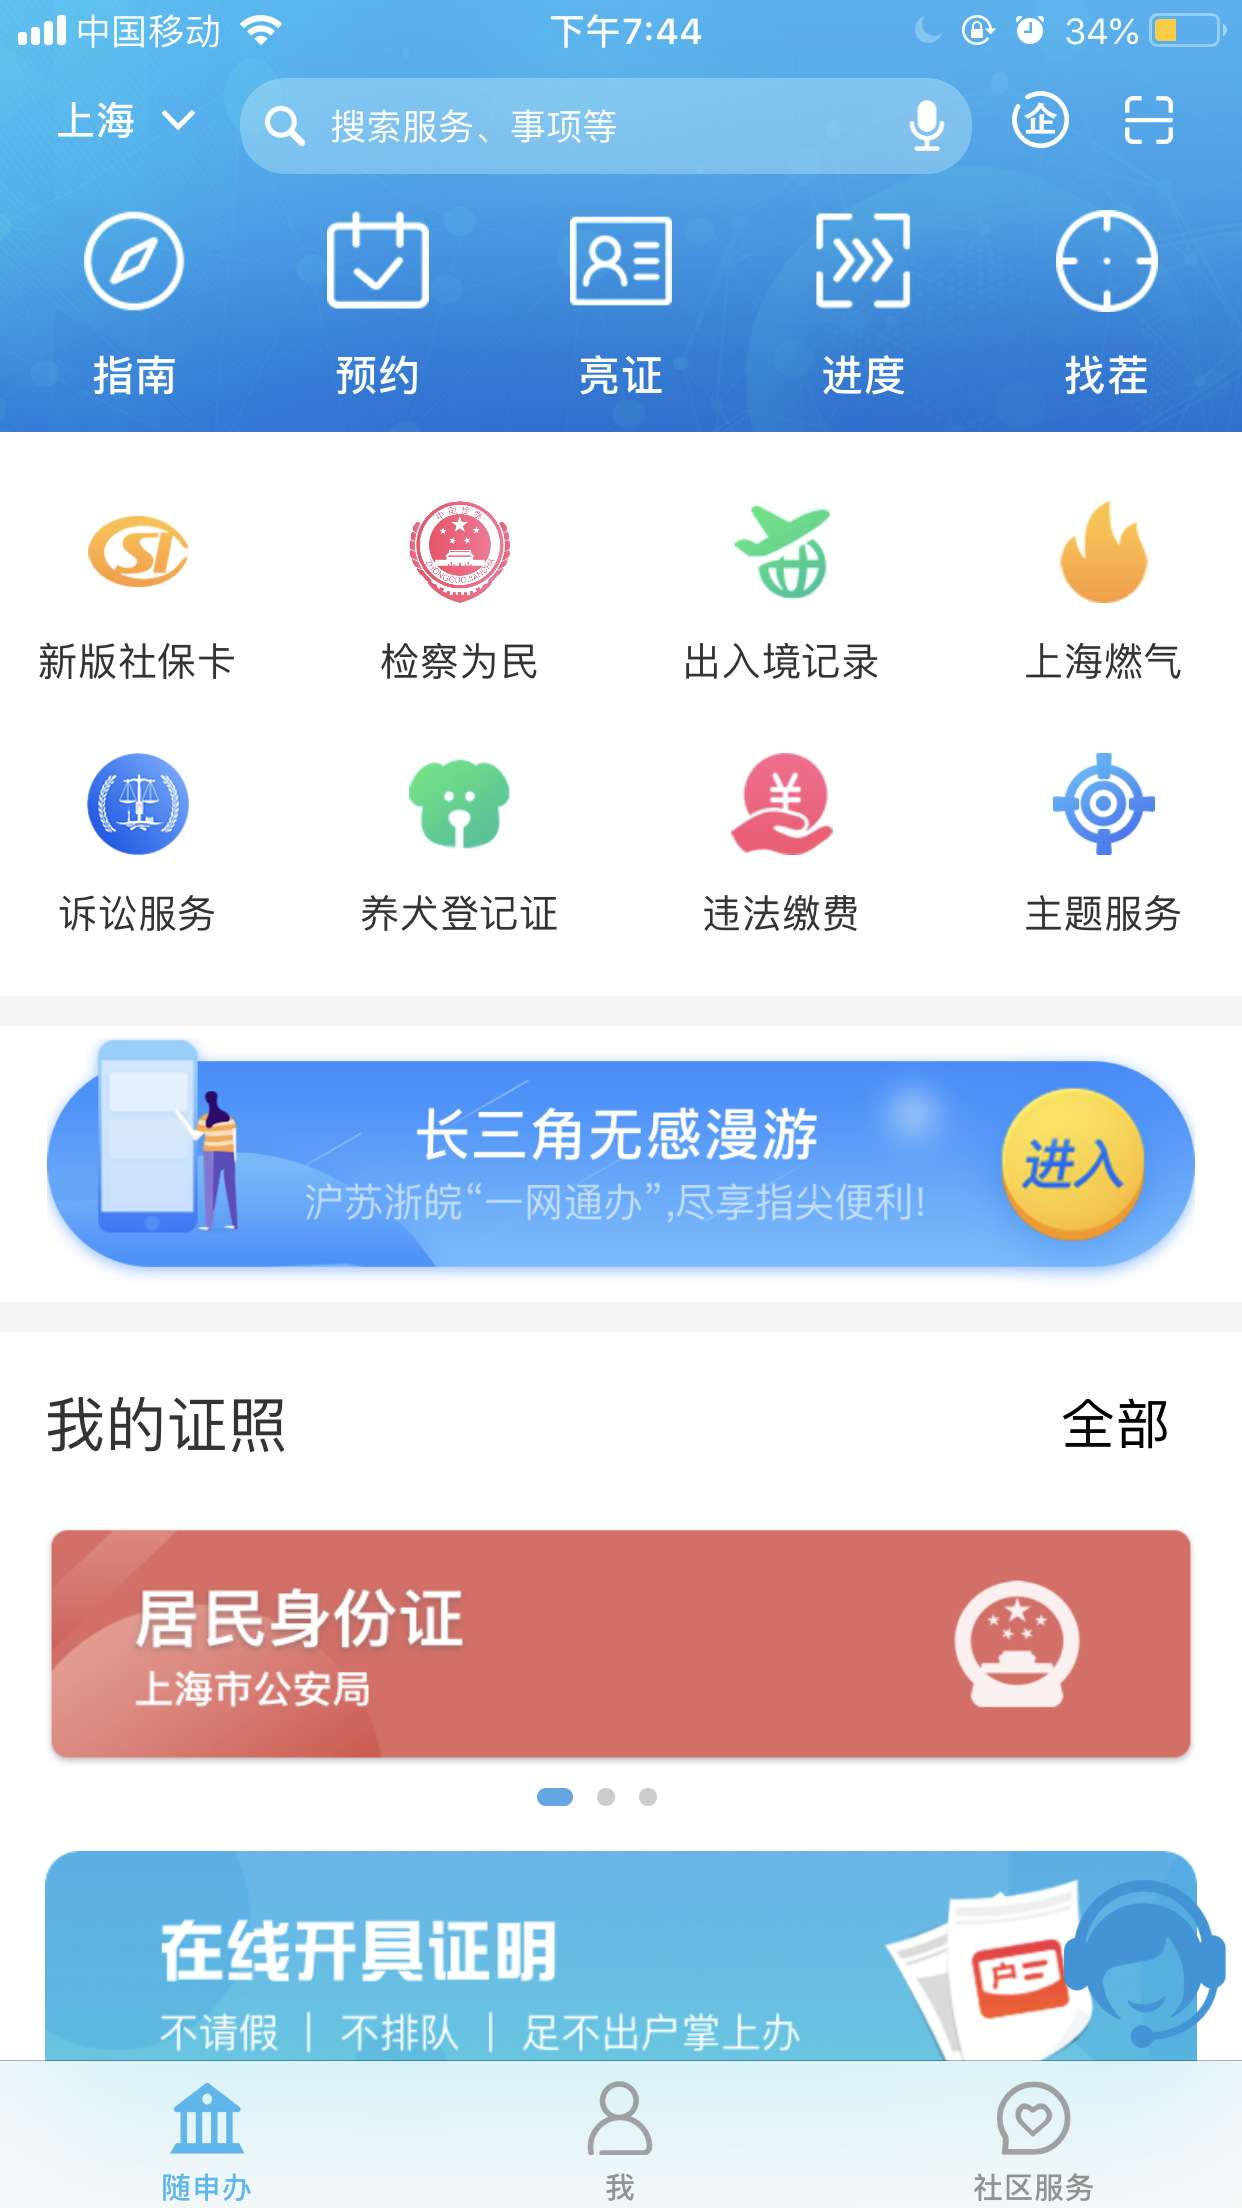 中国移动 下午7:44 34%
上海 搜索服务、事项等 企
指南 预约 亮证 进度 找茬
新版社保卡 检察为民 出入境记录 上海燃气
诉讼服务 养犬登记证 违法缴费 主题服务
长三角无感漫游
沪苏浙皖“一网通办”,尽享指尖便利!
进入
我的证照 全部
居民身份证
上海市公安局
在线开具证明
不请假 | 不排队 | 足不出户掌上办
随申办 我 社区服务